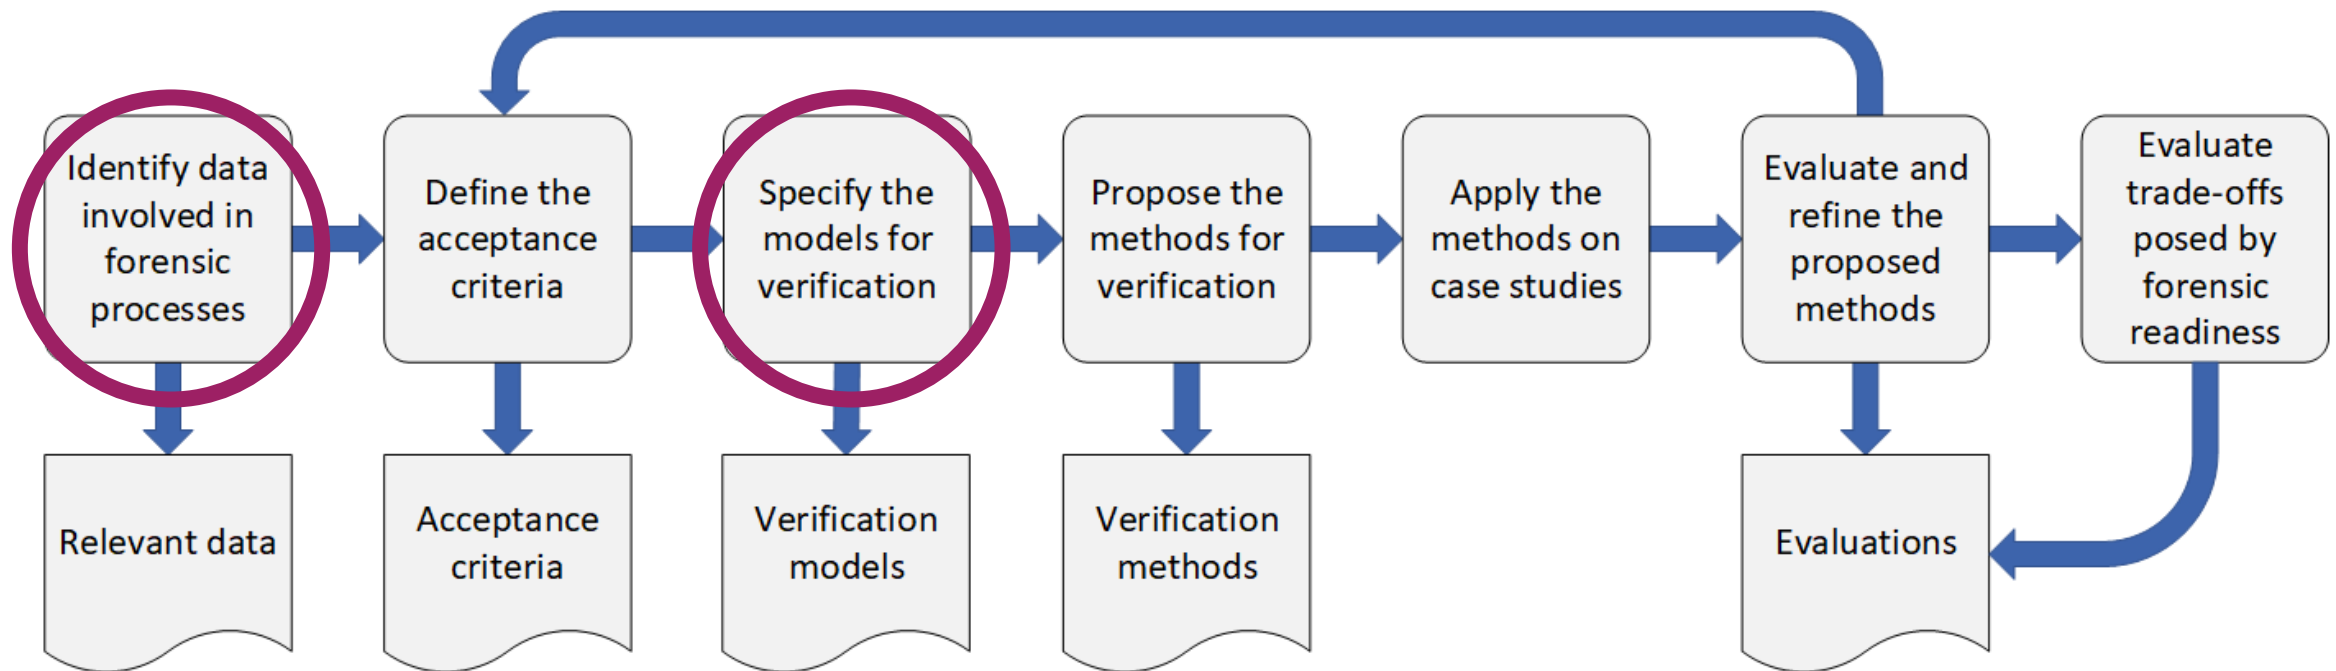 Identify data
involved in
forensic
processes
Define the
acceptance
criteria
Specify the
models for
verification
Propose the
methods for
verification
Apply the
methods on
case studies
Evaluate and
refine the
proposed
methods
Evaluate
trade-offs
posed by
forensic
readiness
Relevant data
Acceptance
criteria
Verification
models
Verification
methods
Evaluations